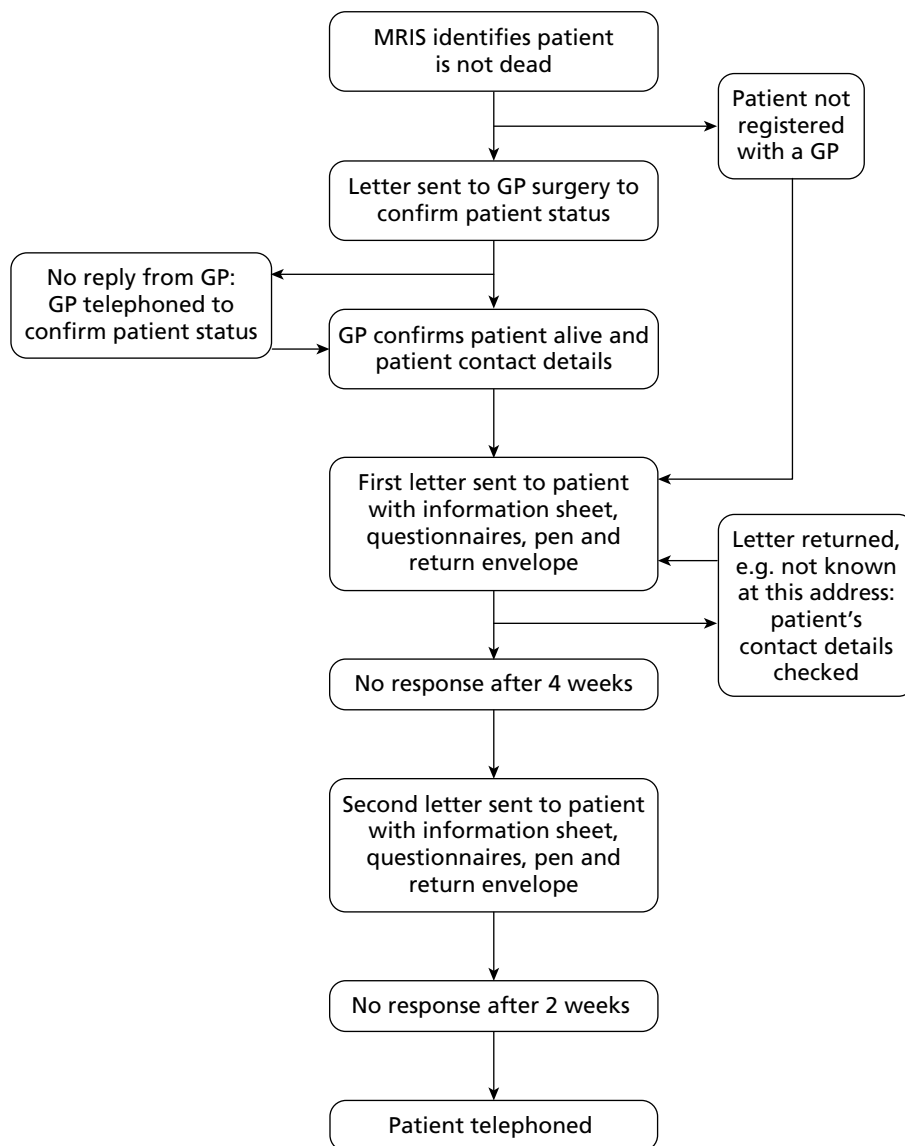 MRIS identifies patient
is not dead
Patient not
registered
with a GP
Letter sent to GP surgery to
confirm patient status
No reply from GP:
GP telephoned to
confirm patient status
GP confirms patient alive and
patient contact details
First letter sent to patient
with information sheet,
questionnaires, pen and
return envelope
Letter returned,
e.g. not known
at this address:
patient’s
contact details
checked
No response after 4 weeks
Second letter sent to patient
with information sheet,
questionnaires, pen and
return envelope
No response after 2 weeks
Patient telephoned